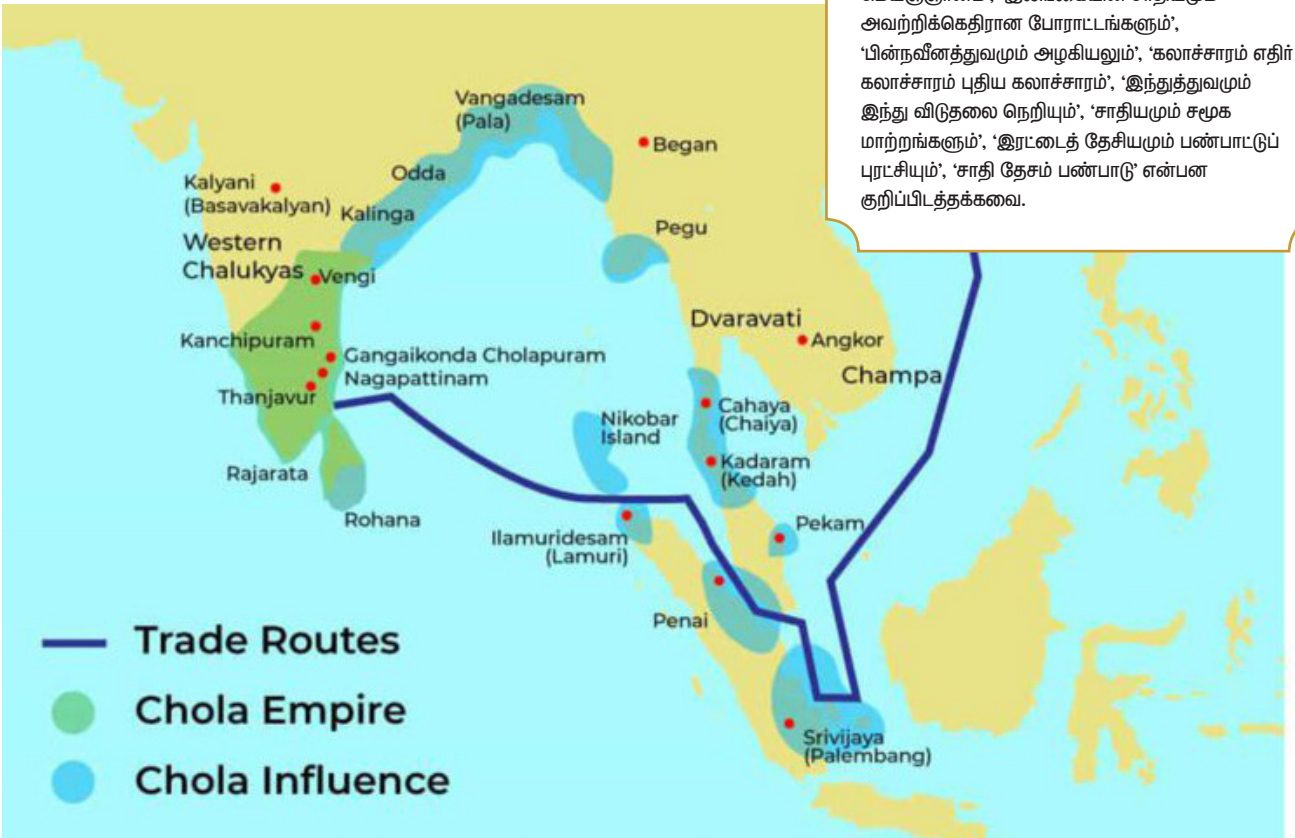 அவற்றிக்கெதிரான போராட்டங்களும்',
'பின்நவீனத்துவமும் அழகியலும்', 'கலாச்சாரம் எதிர்
கலாச்சாரம் புதிய கலாச்சாரம்', 'இந்துத்துவமும்
இந்து விடுதலை நெறியும்', 'சாதியமும் சமூக
மாற்றங்களும்', 'இரட்டைத் தேசியமும் பண்பாட்டுப்
புரட்சியும்', 'சாதி தேசம் பண்பாடு' என்பன
குறிப்பிடத்தக்கவை.
Vangadesam
(Pala)
Began
Odda
Kalyani
(Basavakalyan)
Kalinga
Pegu
Western
Chalukyas
Vengi
Dvaravati
Kanchipuram
Angkor
Gangaikonda Cholapuram
Nagapattinam
Champa
Thanjavur
Cahaya
(Chaiya)
Nikobar
Island
Kadaram
(Kedah)
Rajarata
Rohana
Pekam
Ilamuridesam
(Lamuri)
Penai
Trade Routes
Chola Empire
Srivijaya
(Palembang)
Chola Influence